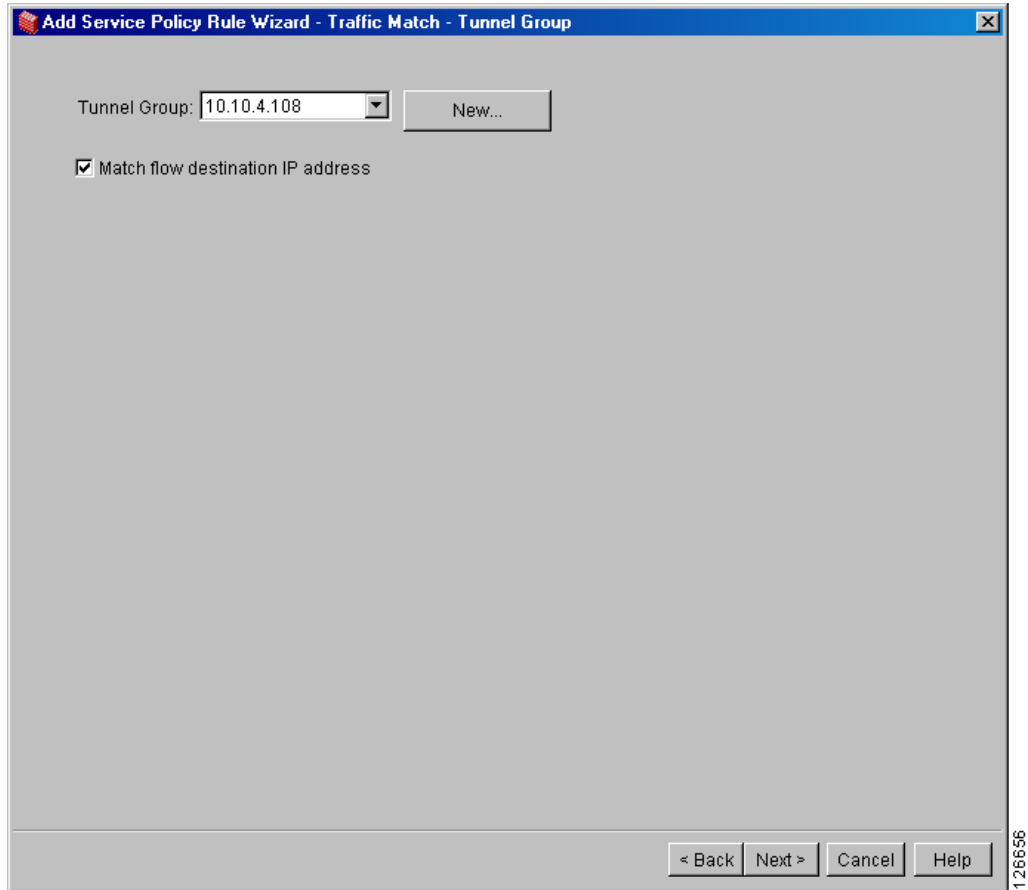 Add Service Policy Rule Wizard - Traffic Match - Tunnel Group
Tunnel Group: 10.10.4.108 New...
Match flow destination IP address
< Back Next > Cancel Help
126656